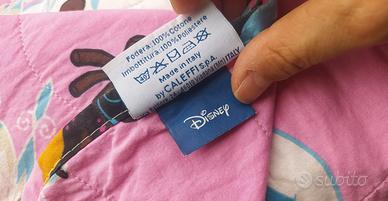 Fodera:100%Cotone
Imbottitura:100%Poliestere
Made in Italy
by CALEFFI s.p.a.
Disney
subito